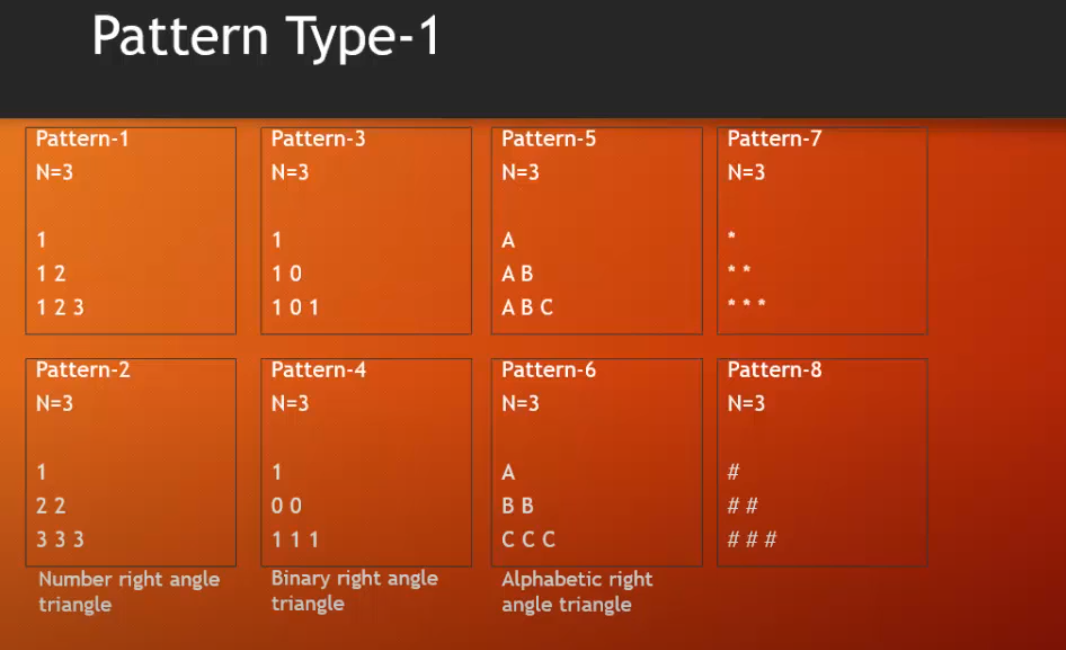 Pattern Type-1
Pattern-1
N=3
1
1 2
1 2 3
Pattern-3
N=3
1
1 0
1 0 1
Pattern-5
N=3
A
A B
A B C
Pattern-7
N=3
*
* *
* * *
Pattern-2
N=3
1
2 2
3 3 3
Number right angle
triangle
Pattern-4
N=3
1
0 0
1 1 1
Binary right angle
triangle
Pattern-6
N=3
A
B B
C C C
Alphabetic right
angle triangle
Pattern-8
N=3
#
# #
# # #